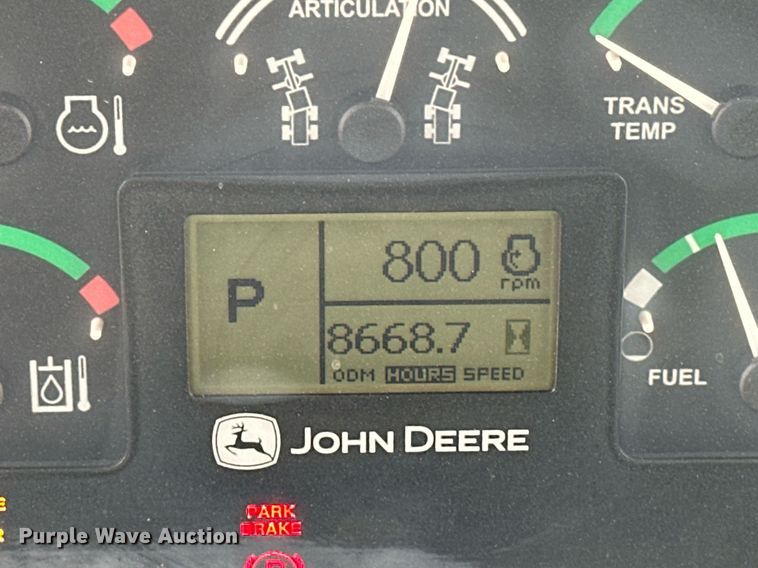 ARTICULATION
TRANS
TEMP
P
800
rpm
8668.7
ODM HOURS SPEED
FUEL
JOHN DEERE
PARK
BRAKE
Purple Wave Auction